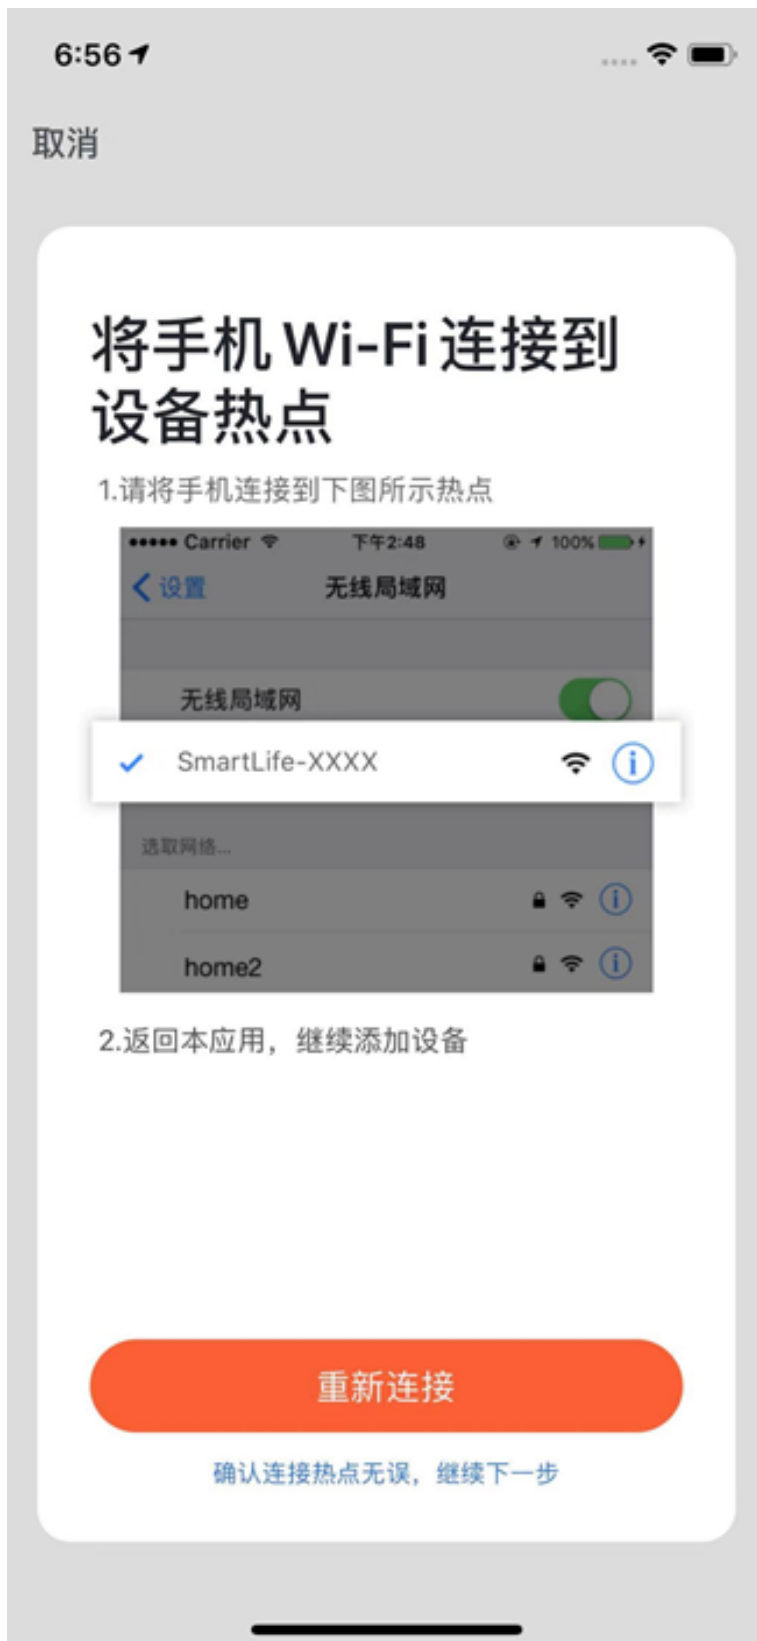 6:56
取消
将手机 Wi-Fi 连接到
设备热点
1.请将手机连接到下图所示热点
Carrier 下午2:48 100%
设置 无线局域网
无线局域网
SmartLife-XXXX
选取网络...
home
home2
2.返回本应用，继续添加设备
重新连接
确认连接热点无误，继续下一步